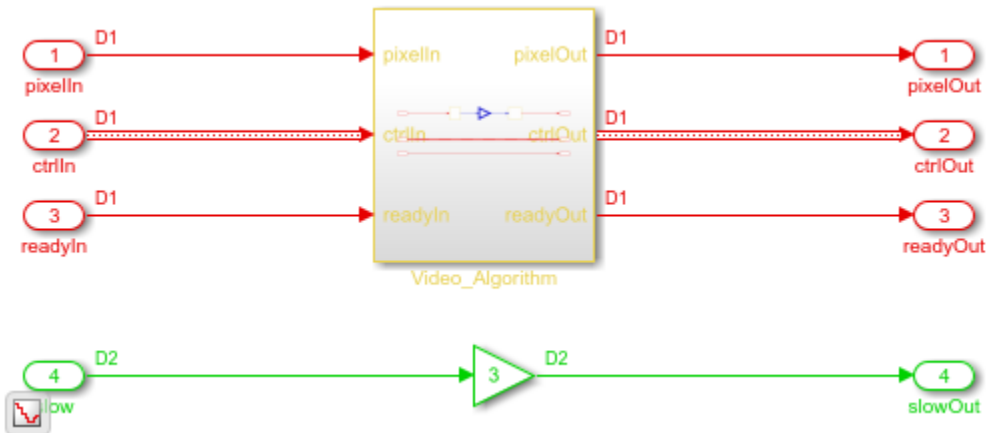 D1 D1
1 pixelIn pixelOut 1
pixelIn pixelOut
D1 D1
2 ctrlIn ctrlOut 2
ctrlIn ctrlOut
D1 D1
3 readyIn readyOut 3
readyIn readyOut
Video_Algorithm
D2 D2
4 3 4
slowOut